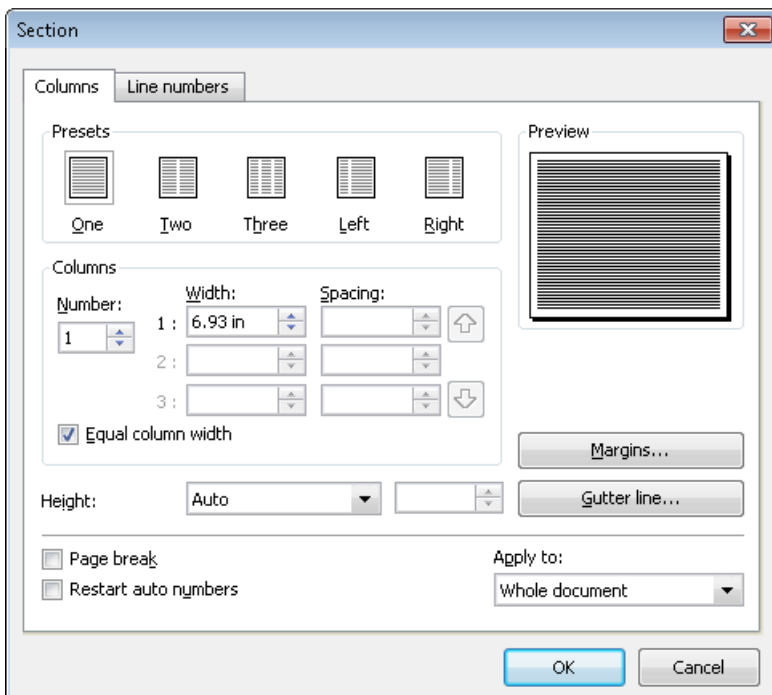 Section
Columns
Line numbers
Presets
One
Two
Three
Left
Right
Preview
Columns
Number:
Width:
Spacing:
1
1 :
6.93 in
2 :
3 :
Equal column width
Margins...
Height:
Auto
Gutter line...
Page break
Restart auto numbers
Apply to:
Whole document
OK
Cancel